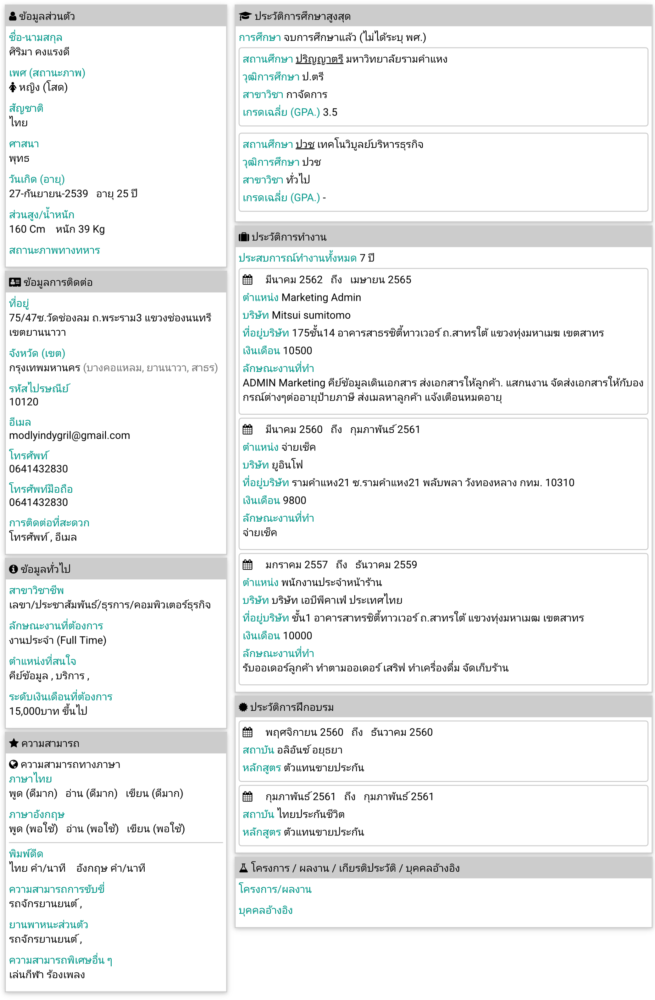 ข้อมูลส่วนตัว
ชื่อ-นามสกุล
ศิริมา คงแรงดี
เพศ (สถานะภาพ)
หญิง (โสด)
สัญชาติ
ไทย
ศาสนา
พุทธ
วันเกิด (อายุ)
27-กันยายน-2539 อายุ 25 ปี
ส่วนสูง/น้ำหนัก
160 Cm หนัก 39 Kg
สถานะภาพทางทหาร
ข้อมูลการติดต่อ
ที่อยู่
75/47ซ.วัดช่องลม ถ.พระราม3 แขวงช่องนนทรี
เขตยานนาวา
จังหวัด (เขต)
กรุงเทพมหานคร (บางคอแหลม, ยานนาวา, สาธร)
รหัสไปรษณีย์
10120
อีเมล
modlyindygril@gmail.com
โทรศัพท์
0641432830
โทรศัพท์มือถือ
0641432830
การติดต่อที่สะดวก
โทรศัพท์ , อีเมล
ข้อมูลทั่วไป
สาขาวิชาชีพ
เลขา/ประชาสัมพันธ์/ธุรการ/คอมพิวเตอร์ธุรกิจ
ลักษณะงานที่ต้องการ
งานประจำ (Full Time)
ตำแหน่งที่สนใจ
คีย์ข้อมูล , บริการ ,
ระดับเงินเดือนที่ต้องการ
15,000บาท ขึ้นไป
ความสามารถ
ความสามารถทางภาษา
ภาษาไทย
พูด (ดีมาก) อ่าน (ดีมาก) เขียน (ดีมาก)
ภาษาอังกฤษ
พูด (พอใช้) อ่าน (พอใช้) เขียน (พอใช้)
พิมพ์ดีด
ไทย คำ/นาที อังกฤษ คำ/นาที
ความสามารถการขับขี่
รถจักรยานยนต์ ,
ยานพาหนะส่วนตัว
รถจักรยานยนต์ ,
ความสามารถพิเศษอื่น ๆ
เล่นกีฬา ร้องเพลง
ประวัติการศึกษาสูงสุด
การศึกษา จบการศึกษาแล้ว (ไม่ได้ระบุ พศ.)
สถานศึกษา ปริญญาตรี มหาวิทยาลัยรามคำแหง
วุฒิการศึกษา ป.ตรี
สาขาวิชา กาจัดการ
เกรดเฉลี่ย (GPA.) 3.5
สถานศึกษา ปวช เทคโนวิบูลย์บริหารธุรกิจ
วุฒิการศึกษา ปวช
สาขาวิชา ทั่วไป
เกรดเฉลี่ย (GPA.) -
ประวัติการทำงาน
ประสบการณ์ทำงานทั้งหมด 7 ปี
มีนาคม 2562 ถึง เมษายน 2565
ตำแหน่ง Marketing Admin
บริษัท Mitsui sumitomo
ที่อยู่บริษัท 175ชั้น14 อาคารสาธรซิตี้ทาวเวอร์ ถ.สาทรใต้ แขวงทุ่งมหาเมฆ เขตสาทร
เงินเดือน 10500
ลักษณะงานที่ทำ
ADMIN Marketing คีย์ข้อมูลเดินเอกสาร ส่งเอกสารให้ลูกค้า. แสกนงาน จัดส่งเอกสารให้กับอง
กรณ์ต่างๆต่ออายุป้ายภาษี ส่งเมลหาลูกค้า แจ้งเตือนหมดอายุ
มีนาคม 2560 ถึง กุมภาพันธ์ 2561
ตำแหน่ง จ่ายเช็ค
บริษัท ยูอินโฟ
ที่อยู่บริษัท รามคำแหง21 ซ.รามคำแหง21 พลับพลา วังทองหลาง กทม. 10310
เงินเดือน 9800
ลักษณะงานที่ทำ
จ่ายเช็ค
มกราคม 2557 ถึง ธันวาคม 2559
ตำแหน่ง พนักงานประจำหน้าร้าน
บริษัท บริษัท เอบีพีคาเฟ่ ประเทศไทย
ที่อยู่บริษัท ชั้น1 อาคารสาทรซิตี้ทาวเวอร์ ถ.สาทรใต้ แขวงทุ่งมหาเมฒ เขตสาทร
เงินเดือน 10000
ลักษณะงานที่ทำ
รับออเดอร์ลูกค้า ทำตามออเดอร์ เสริฟ ทำเครื่องดื่ม จัดเก็บร้าน
ประวัติการฝึกอบรม
พฤศจิกายน 2560 ถึง ธันวาคม 2560
สถาบัน อลิอันซ์ อยุธยา
หลักสูตร ตัวแทนขายประกัน
กุมภาพันธ์ 2561 ถึง กุมภาพันธ์ 2561
สถาบัน ไทยประกันชีวิต
หลักสูตร ตัวแทนขายประกัน
โครงการ / ผลงาน / เกียรติประวัติ / บุคคลอ้างอิง
โครงการ/ผลงาน
บุคคลอ้างอิง